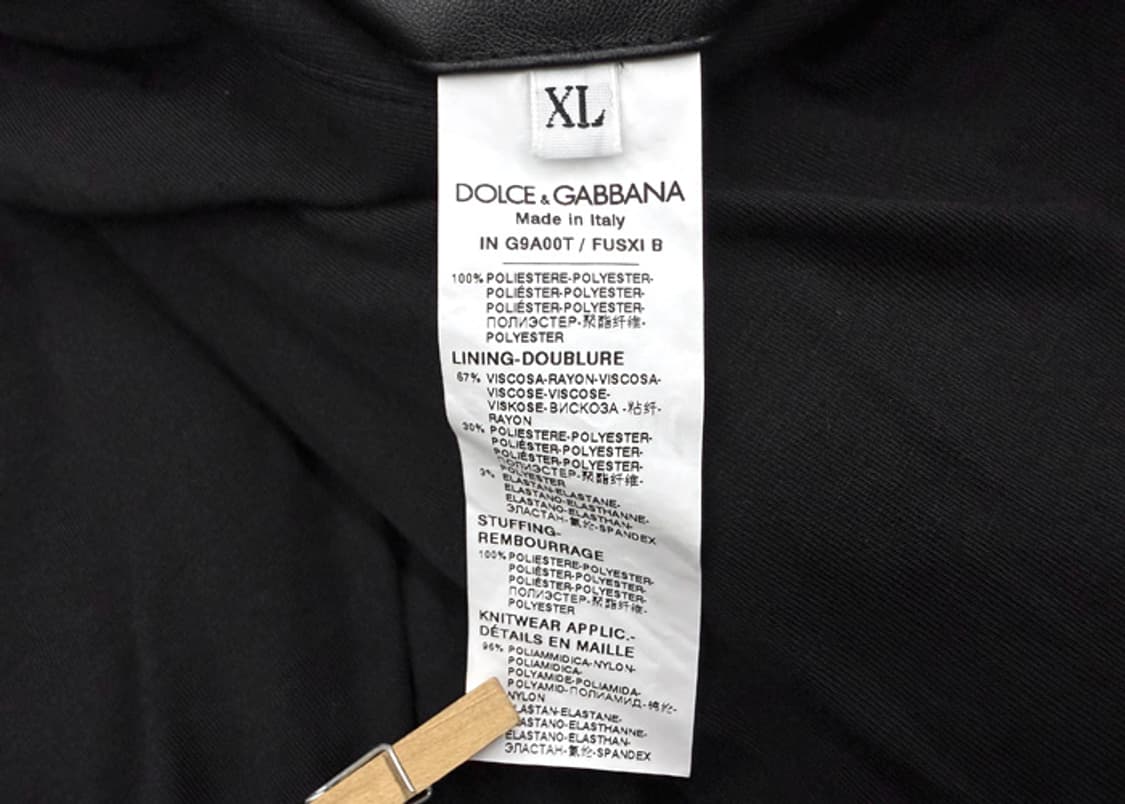 XL
DOLCE & GABBANA
Made in Italy
IN G9A00T / FUSXI B
100% POLIESTERE-POLYESTER-
POLIÉSTER-POLYESTER-
POLIÉSTER-POLYESTER-
ПОЛИЭСТЕР-聚酯纤维-
POLYESTER
LINING-DOUBLURE
67% VISCOSA-RAYON-VISCOSA-
VISCOSE-VISCOSE-
VISKOSE-ВИСКОЗА-粘纤-
RAYON
30% POLIESTERE-POLYESTER-
POLIÉSTER-POLYESTER-
POLIÉSTER-POLYESTER-
ПОЛИЭСТЕР-聚酯纤维-
POLYESTER
3% ELASTAN-ELASTANE-
ELASTANO-ELASTHANNE-
ELASTANO-ELASTHAN-
ЭЛАСТАН-氨纶-SPANDEX
STUFFING-
REMBOURRAGE
100% POLIESTERE-POLYESTER-
POLIÉSTER-POLYESTER-
POLIÉSTER-POLYESTER-
ПОЛИЭСТЕР-聚酯纤维-
POLYESTER
KNITWEAR APPLIC.-
DÉTAILS EN MAILLE
POLIAMMIDICA-NYLON-
POLIAMIDICA-
POLYAMIDE-POLIAMIDA-
POLYAMID-ПОЛИАМИД-锦纶-
NYLON
LASTAN-ELASTANE-
ASTANO-ELASTHANNE-
ELASTANO-ELASTHAN-
ЭЛАСТАН-氨纶-SPANDEX